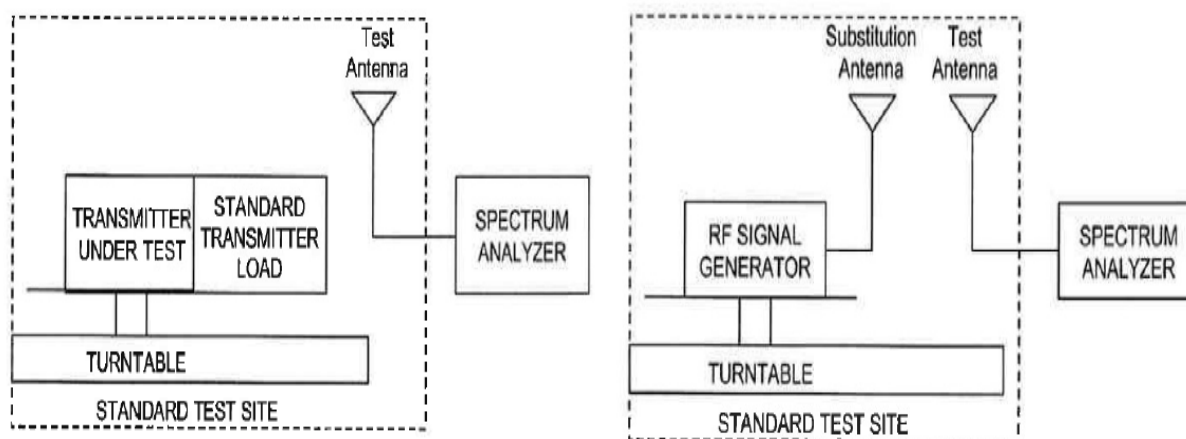 Test
Antenna
TRANSMITTER
UNDER TEST
STANDARD
TRANSMITTER
LOAD
SPECTRUM
ANALYZER
TURNTABLE
STANDARD TEST SITE
Substitution
Antenna
Test
Antenna
RF SIGNAL
GENERATOR
SPECTRUM
ANALYZER
TURNTABLE
STANDARD TEST SITE